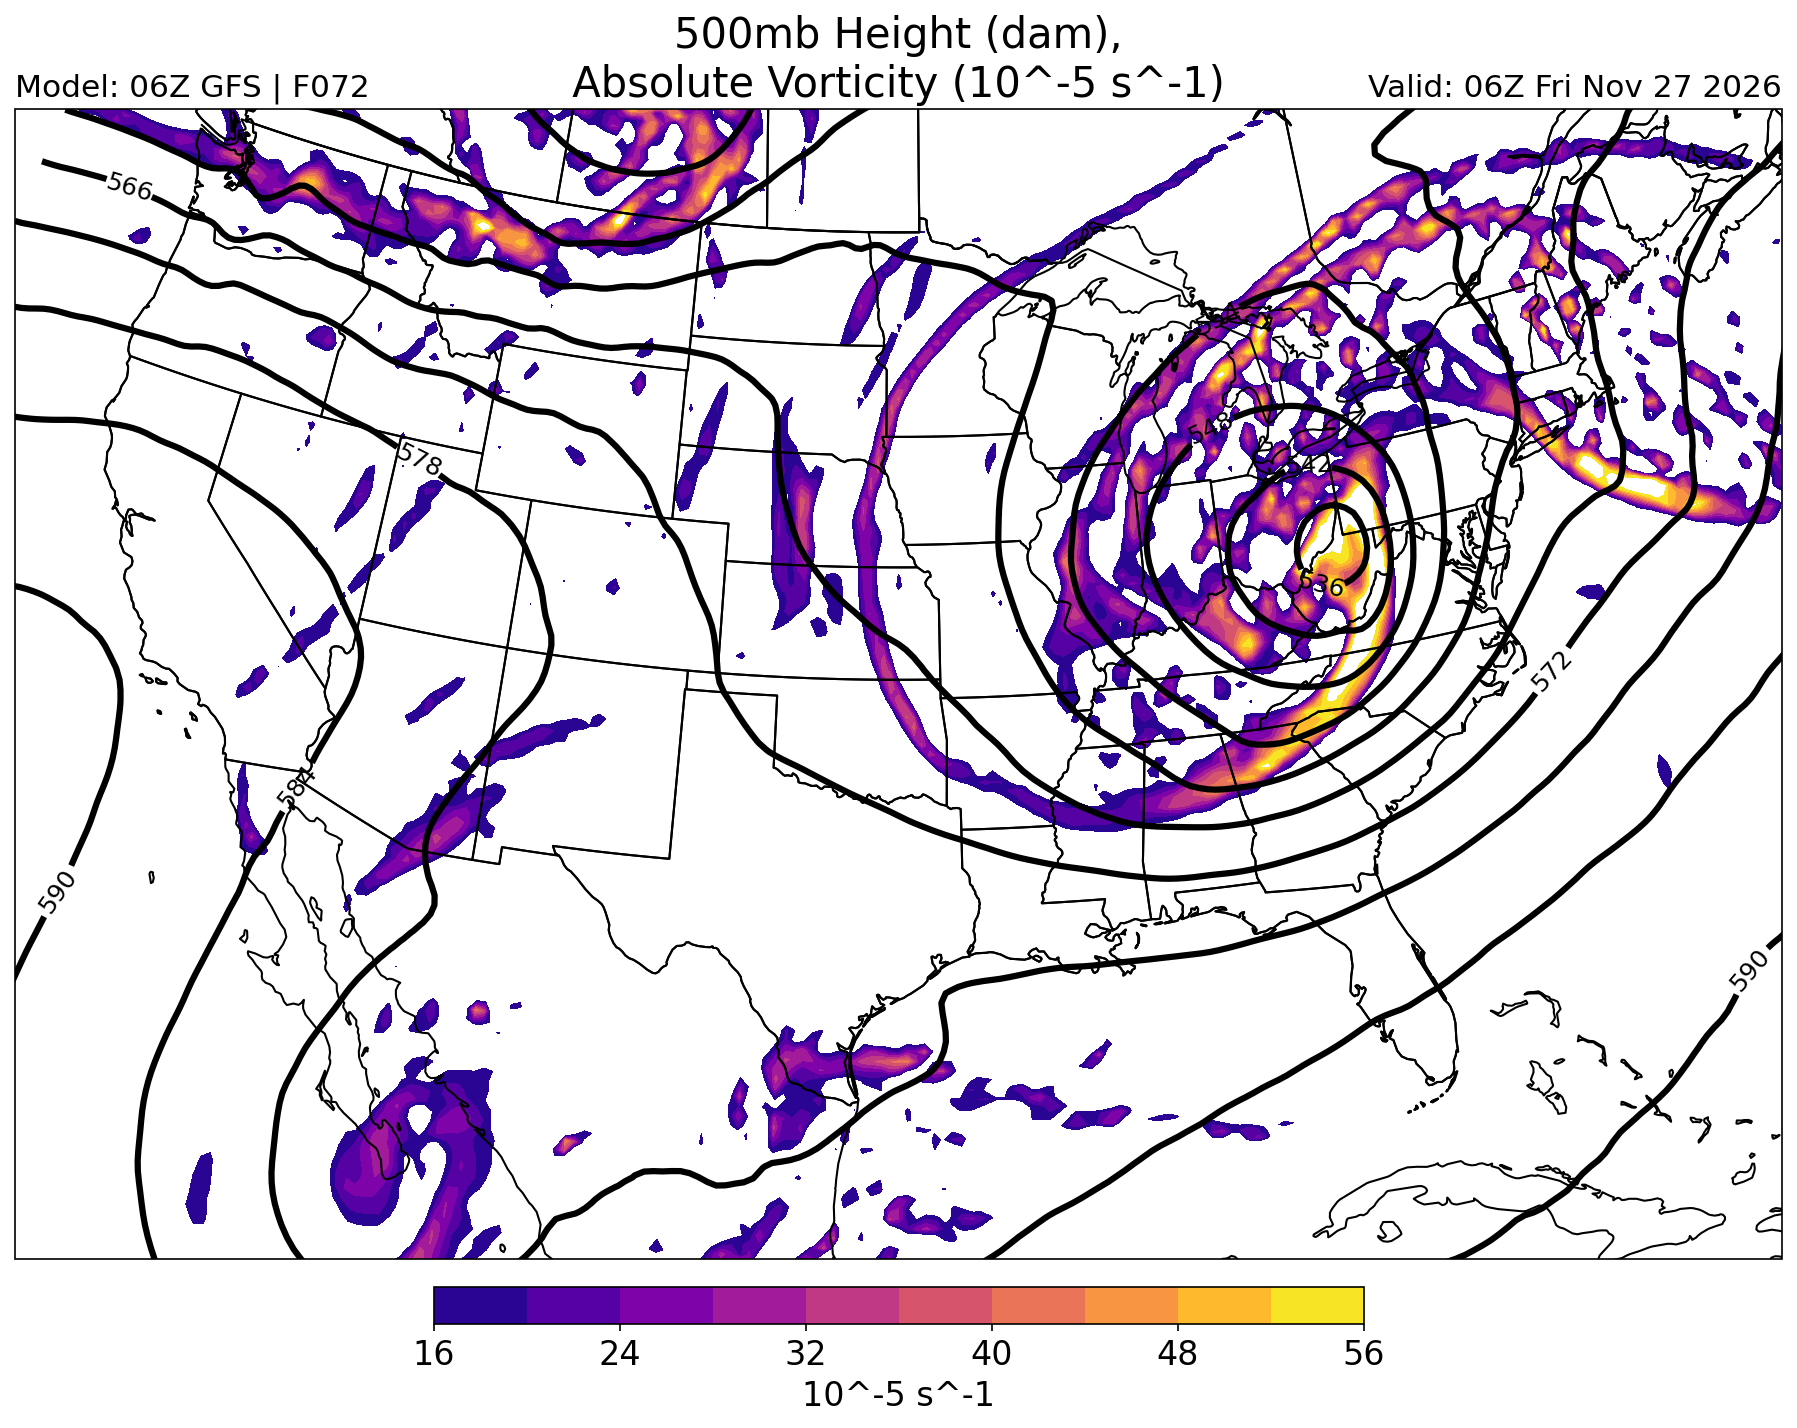 500mb Height (dam),
Absolute Vorticity (10^-5 s^-1)
Model: 06Z GFS | F072
Valid: 06Z Fri Nov 27 2026
566
578
584
590
548
542
536
572
590
16 24 32 40 48 56
10^-5 s^-1